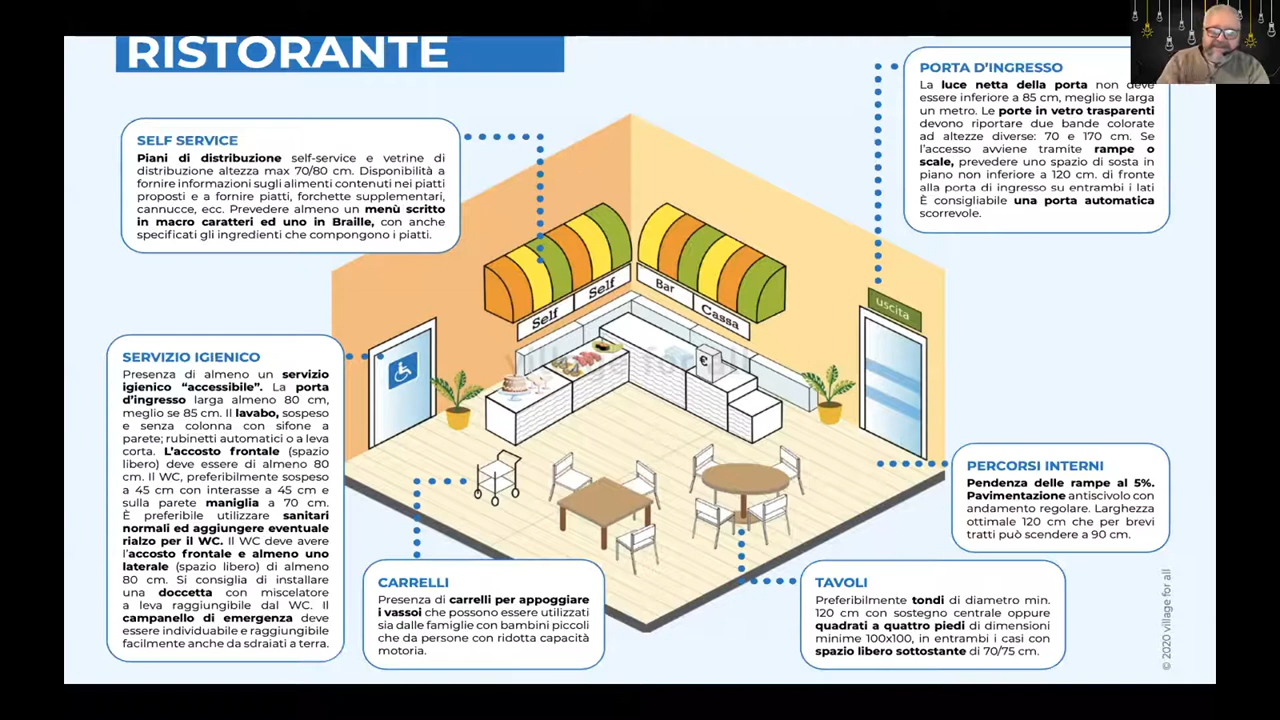 RISTORANTE
SELF SERVICE
Piani di distribuzione self-service e vetrine di
distribuzione altezza max 70/80 cm. Disponibilità a
fornire informazioni sugli alimenti contenuti nei piatti
proposti e a fornire piatti, forchette supplementari,
cannucce, ecc. Prevedere almeno un menù scritto
in macro caratteri ed uno in Braille, con anche
specificati gli ingredienti che compongono i piatti.
PORTA D'INGRESSO
La luce netta della porta non deve
essere inferiore a 85 cm, meglio se larga
un metro. Le porte in vetro trasparenti
devono riportare due bande colorate
ad altezze diverse: 70 e 170 cm. Se
l'accesso avviene tramite rampe o
scale, prevedere uno spazio di sosta in
piano non inferiore a 120 cm. di fronte
alla porta di ingresso su entrambi i lati
È consigliabile una porta automatica
scorrevole.
Self
Self
Bar
Cassa
€
uscita
village for all
SERVIZIO IGIENICO
Presenza di almeno un servizio
igienico “accessibile”. La porta
d'ingresso larga almeno 80 cm,
meglio se 85 cm. Il lavabo, sospeso
e senza colonna con sifone a
parete; rubinetti automatici o a leva
corta. L'accosto frontale (spazio
libero) deve essere di almeno 80
cm. Il WC, preferibilmente sospeso
a 45 cm con interasse a 45 cm e
sulla parete maniglia a 70 cm.
È preferibile utilizzare sanitari
normali ed aggiungere eventuale
rialzo per il WC. Il WC deve avere
l'accosto frontale e almeno uno
laterale (spazio libero) di almeno
80 cm. Si consiglia di installare
una doccetta con miscelatore
a leva raggiungibile dal WC. Il
campanello di emergenza deve
essere individuabile e raggiungibile
facilmente anche da sdraiati a terra.
PERCORSI INTERNI
Pendenza delle rampe al 5%.
Pavimentazione antiscivolo con
andamento regolare. Larghezza
ottimale 120 cm che per brevi
tratti può scendere a 90 cm.
CARRELLI
Presenza di carrelli per appoggiare
i vassoi che possono essere utilizzati
sia dalle famiglie con bambini piccoli
che da persone con ridotta capacità
motoria.
TAVOLI
Preferibilmente tondi di diametro min.
120 cm con sostegno centrale oppure
quadrati a quattro piedi di dimensioni
minime 100x100, in entrambi i casi con
spazio libero sottostante di 70/75 cm.
© 2020 village for all